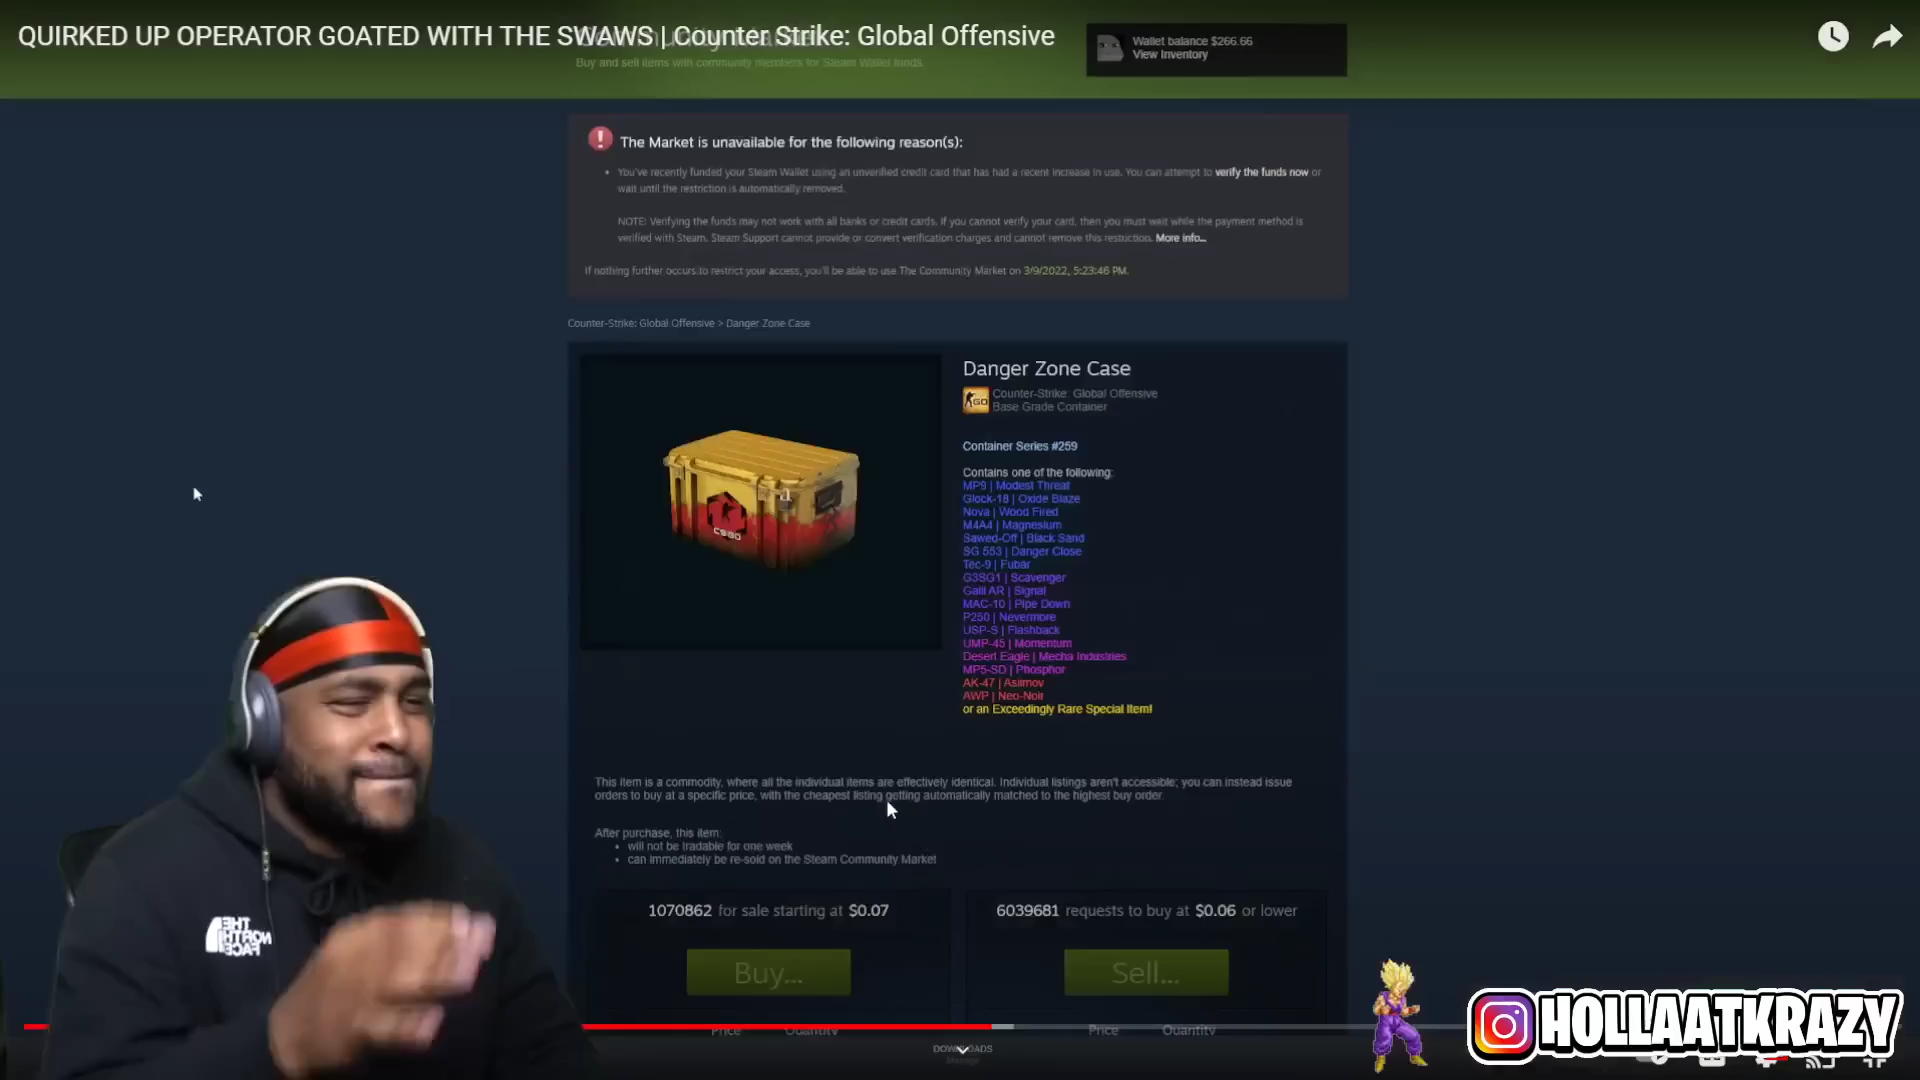 QUIRKED UP OPERATOR GOATED WITH THE SWAWS | Counter Strike: Global Offensive
Buy and sell items with community members for Steam Wallet funds.
Wallet balance $266.66
View Inventory
The Market is unavailable for the following reason(s):
You've recently funded your Steam Wallet using an unverified credit card that has had a recent increase in use. You can attempt to verify the funds now or
wait until the restriction is automatically removed.
NOTE: Verifying the funds may not work with all banks or credit cards. If you cannot verify your card, then you must wait while the payment method is
verified with Steam. Steam Support cannot provide or convert verification charges and cannot remove this restriction. More info...
If nothing further occurs to restrict your access, you'll be able to use The Community Market on 3/9/2022, 5:23:46 PM.
Counter-Strike: Global Offensive > Danger Zone Case
Danger Zone Case
GO
Counter-Strike: Global Offensive
Base Grade Container
Container Series #259
Contains one of the following:
MP9 | Modest Threat
Glock-18 | Oxide Blaze
Nova | Wood Fired
M4A4 | Magnesium
Sawed-Off | Black Sand
SG 553 | Danger Close
Tec-9 | Fubar
G3SG1 | Scavenger
Galil AR | Signal
MAC-10 | Pipe Down
P250 | Nevermore
USP-S | Flashback
UMP-45 | Momentum
Desert Eagle | Mecha Industries
MP5-SD | Phosphor
AK-47 | Asiimov
AWP | Neo-Noir
or an Exceedingly Rare Special Item!
CSGO
This item is a commodity, where all the individual items are effectively identical. Individual listings aren't accessible; you can instead issue
orders to buy at a specific price, with the cheapest listing getting automatically matched to the highest buy order.
After purchase, this item:
will not be tradable for one week
can immediately be re-sold on the Steam Community Market
1070862 for sale starting at $0.07
6039681 requests to buy at $0.06 or lower
Buy...
Sell...
Price Quantity
Price Quantity
DOWNLOADS
THE NORTH FACE
HOLLAATKRAZY